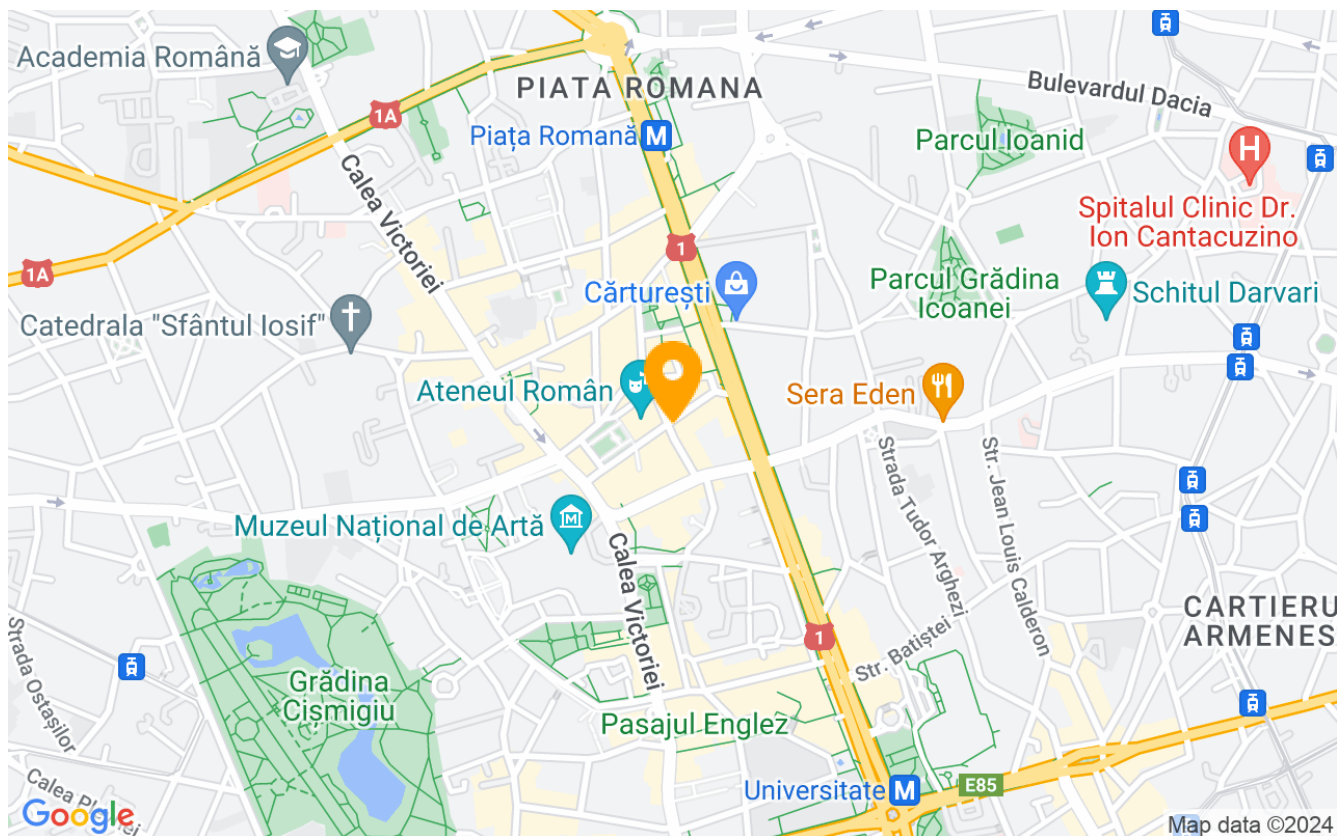 Academia Română
1A
PIATA ROMANA
Bulevardul Dacia
Piața Romană M
Parcul Ioanid
H
Spitalul Clinic Dr.
Ion Cantacuzino
Calea Victoriei
1
1A
Cărturești
Parcul Grădina
Icoanei
Schitul Darvari
Catedrala "Sfântul Iosif"
Ateneul Român
Sera Eden
Strada Tudor Arghezi
Str. Jean Louis Calderon
Muzeul Național de Artă
M
Calea Victoriei
CARTIERU
ARMENES
Strada Ostașilor
1
Str. Batiștei
Grădina
Cișmigiu
Pasajul Englez
Universitate M
E85
Google
Map data ©2024